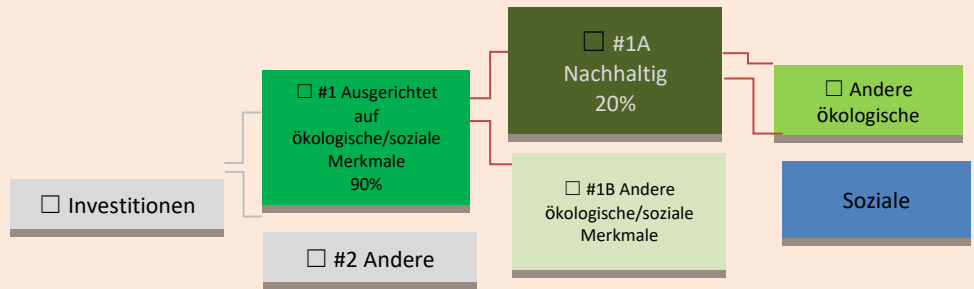 ☐ Investitionen
☐ #1 Ausgerichtet
auf
ökologische/soziale
Merkmale
90%
☐ #2 Andere
☐ #1A
Nachhaltig
20%
☐ #1B Andere
ökologische/soziale
Merkmale
☐ Andere
ökologische
Soziale